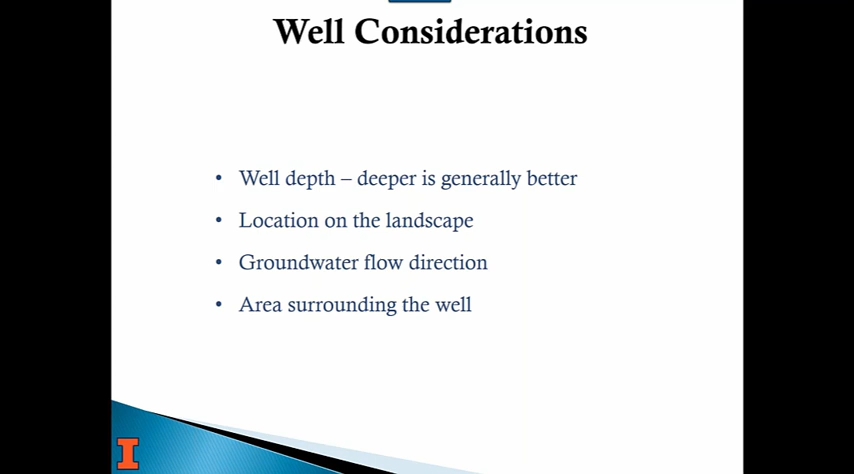 Well Considerations
• Well depth – deeper is generally better
• Location on the landscape
• Groundwater flow direction
• Area surrounding the well
I